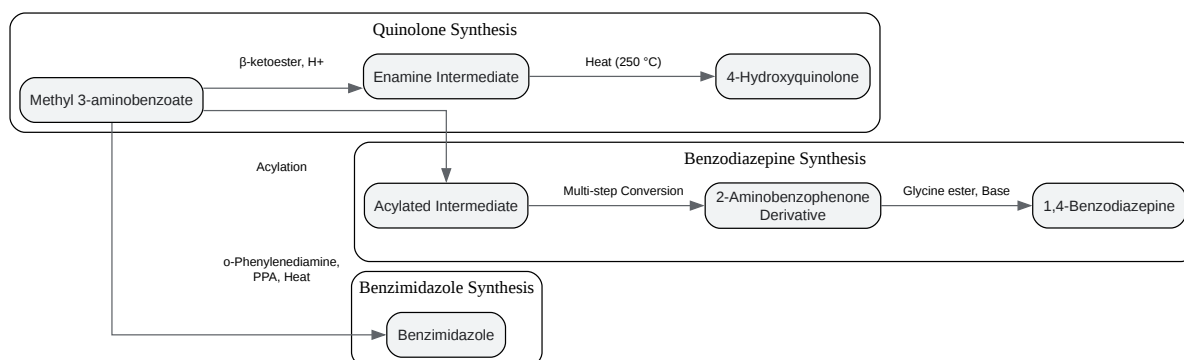 Quinolone Synthesis
β-ketoester, H+
Enamine Intermediate
Heat (250 °C)
4-Hydroxyquinolone
Methyl 3-aminobenzoate
Benzodiazepine Synthesis
Acylation
Acylated Intermediate
Multi-step Conversion
2-Aminobenzophenone
Derivative
Glycine ester, Base
1,4-Benzodiazepine
o-Phenylenediamine,
PPA, Heat
Benzimidazole Synthesis
Benzimidazole